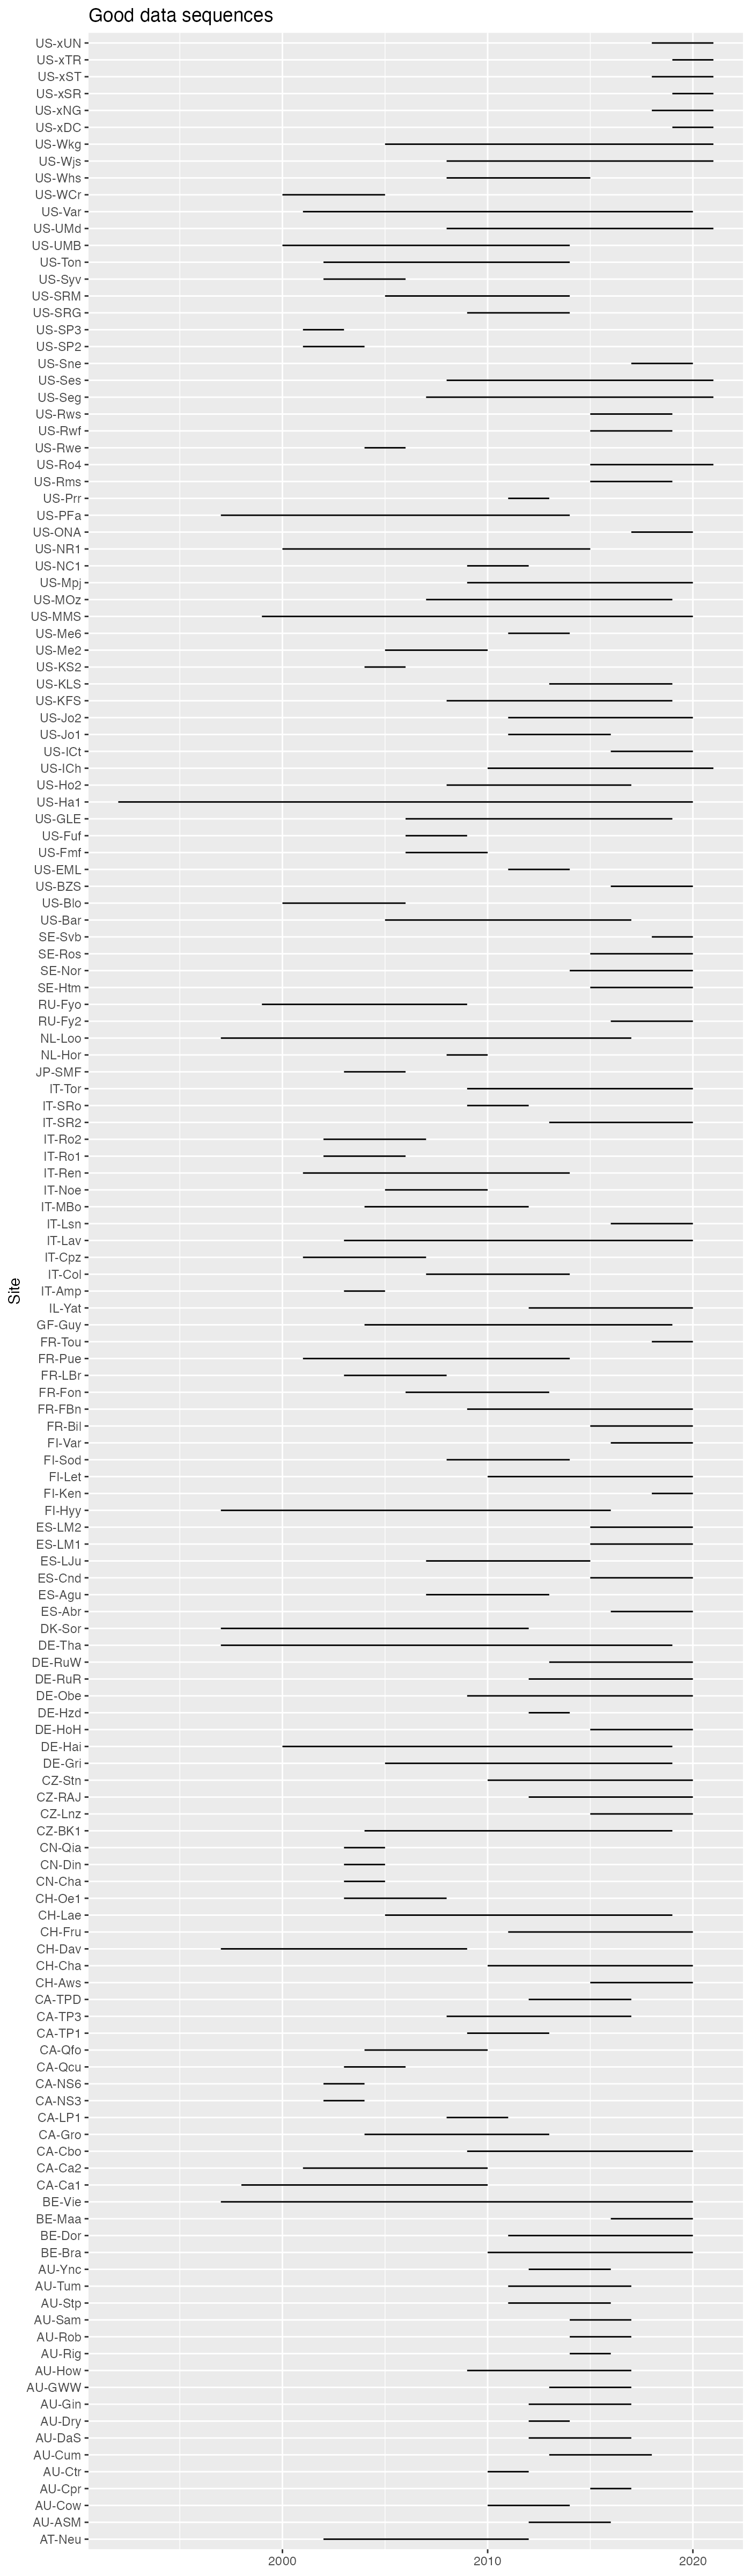 Good data sequences
US-xUN
US-xTR
US-xST
US-xSR
US-xNG
US-xDC
US-Wkg
US-Wjs
US-Whs
US-WCr
US-Var
US-UMd
US-UMB
US-Ton
US-Syv
US-SRM
US-SRG
US-SP3
US-SP2
US-Sne
US-Ses
US-Seg
US-Rws
US-Rwf
US-Rwe
US-Ro4
US-Rms
US-Prr
US-PFa
US-ONA
US-NR1
US-NC1
US-Mpj
US-MOz
US-MMS
US-Me6
US-Me2
US-KS2
US-KLS
US-KFS
US-Jo2
US-Jo1
US-ICt
US-ICh
US-Ho2
US-Ha1
US-GLE
US-Fuf
US-Fmf
US-EML
US-BZS
US-Blo
US-Bar
SE-Svb
SE-Ros
SE-Nor
SE-Htm
RU-Fyo
RU-Fy2
NL-Loo
NL-Hor
JP-SMF
IT-Tor
IT-SRo
IT-SR2
IT-Ro2
IT-Ro1
IT-Ren
IT-Noe
IT-MBo
IT-Lsn
IT-Lav
IT-Cpz
IT-Col
IT-Amp
IL-Yat
GF-Guy
FR-Tou
FR-Pue
FR-LBr
FR-Fon
FR-FBn
FR-Bil
FI-Var
FI-Sod
FI-Let
FI-Ken
FI-Hyy
ES-LM2
ES-LM1
ES-LJu
ES-Cnd
ES-Agu
ES-Abr
DK-Sor
DE-Tha
DE-RuW
DE-RuR
DE-Obe
DE-Hzd
DE-HoH
DE-Hai
DE-Gri
CZ-Stn
CZ-RAJ
CZ-Lnz
CZ-BK1
CN-Qia
CN-Din
CN-Cha
CH-Oe1
CH-Lae
CH-Fru
CH-Dav
CH-Cha
CH-Aws
CA-TPD
CA-TP3
CA-TP1
CA-Qfo
CA-Qcu
CA-NS6
CA-NS3
CA-LP1
CA-Gro
CA-Cbo
CA-Ca2
CA-Ca1
BE-Vie
BE-Maa
BE-Dor
BE-Bra
AU-Ync
AU-Tum
AU-Stp
AU-Sam
AU-Rob
AU-Rig
AU-How
AU-GWW
AU-Gin
AU-Dry
AU-DaS
AU-Cum
AU-Ctr
AU-Cpr
AU-Cow
AU-ASM
AT-Neu
Site
2000 2010 2020